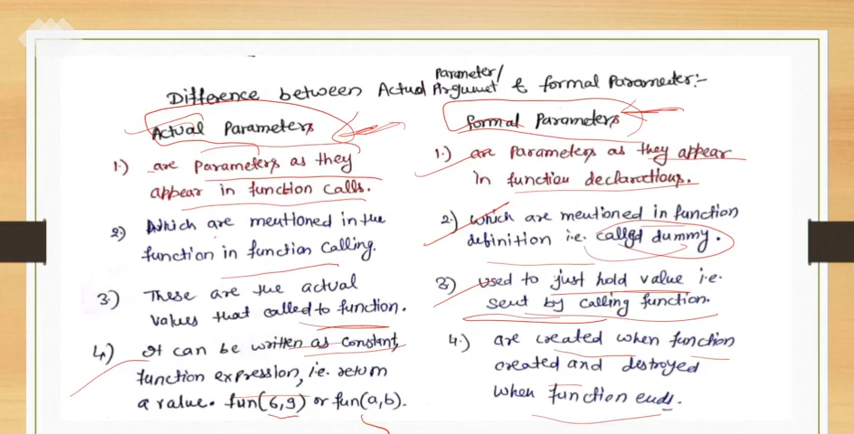 Difference between Actual Parameter/
Argument & formal Parameter:-
Actual Parameters
1.) are parameters as they
appear in function calls.
2) Which are mentioned in the
function in function calling.
3.) These are the actual
values that called to function.
4.) It can be written as constant,
function expression, i.e. return
a value. fun(6,9) or fun(a,b).
formal Parameters
1.) are parameters as they appear
in function declarations.
2.) which are mentioned in function
definition i.e. called dummy.
3) used to just hold value i.e.
sent by calling function.
4.) are created when function
created and destroyed
when function ends.